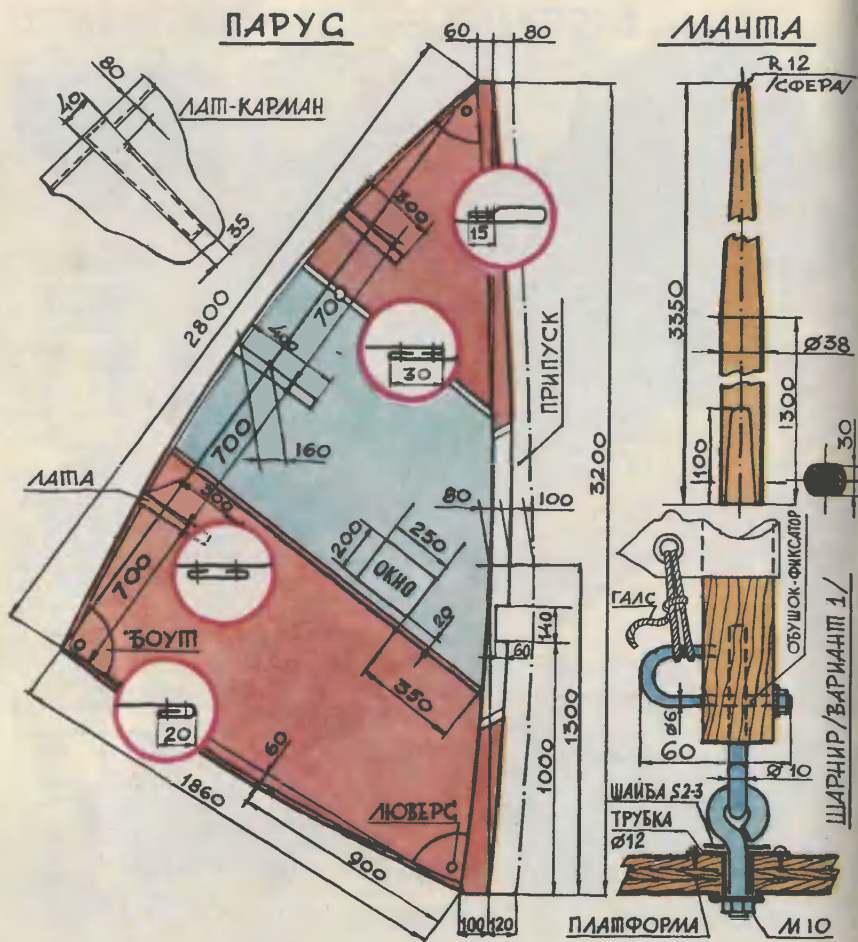 ПАРУС
60
80
МАЧТА
R 12
/СФЕРА/
80
40
ЛАТ-КАРМАН
35
2800
300
15
700
30
ПРИПУСК
400
700
160
ЛАТА
300
700
БОУТ
20
60
1860
900
ЛЮВЕРС
80
100
200
250
ОКНО
20
350
140
60
1000
1300
3200
100
120
3350
Ø38
1300
100
30
ГАЛС
ОБУШОК-ФИКСАТОР
ШАРНИР /ВАРИАНТ 1/
Ø6
60
Ø10
ШАЙБА S2-3
ТРУБКА
Ø12
ПЛАТФОРМА
М 10